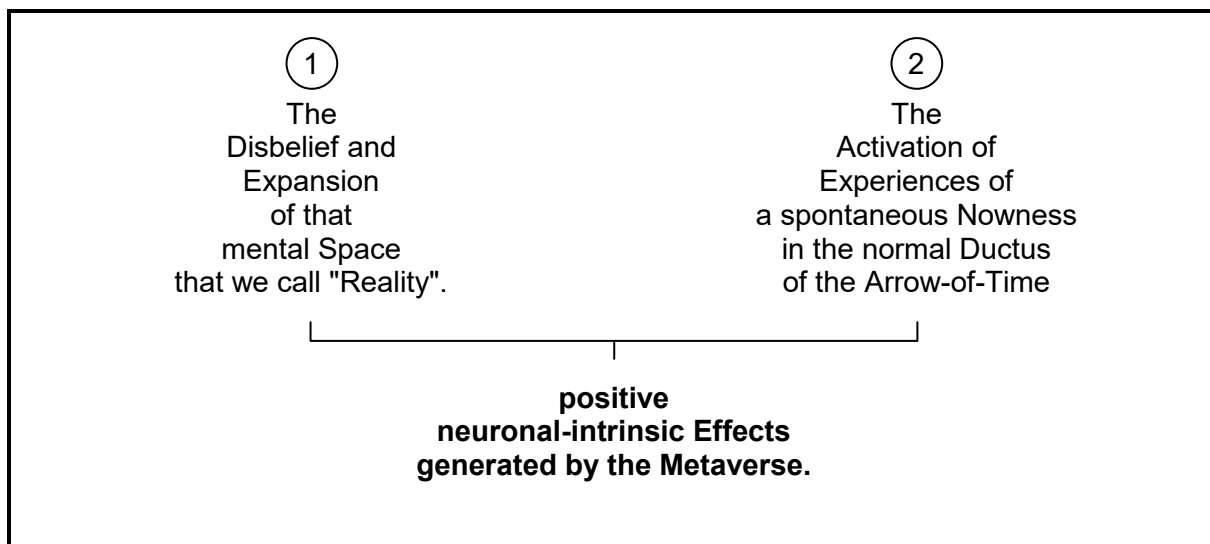 1
The
Disbelief and
Expansion
of that
mental Space
that we call "Reality".
2
The
Activation of
Experiences of
a spontaneous Nowness
in the normal Ductus
of the Arrow-of-Time
positive
neuronal-intrinsic Effects
generated by the Metaverse.